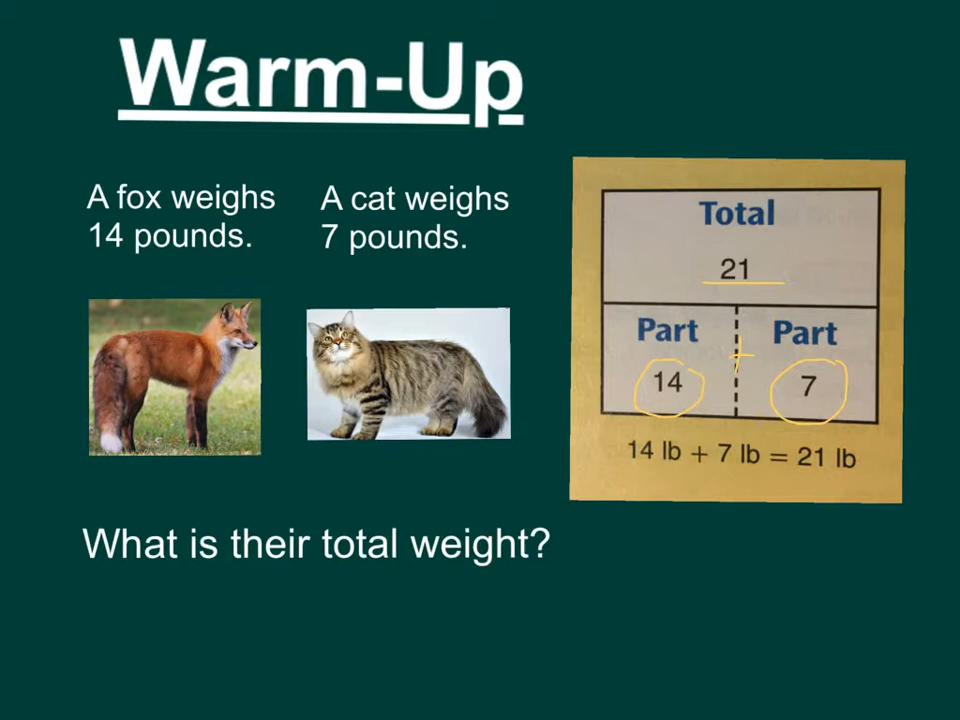 Warm-Up
A fox weighs
14 pounds.
A cat weighs
7 pounds.
Total
21
Part
Part
14
+
7
14 lb + 7 lb = 21 lb
What is their total weight?